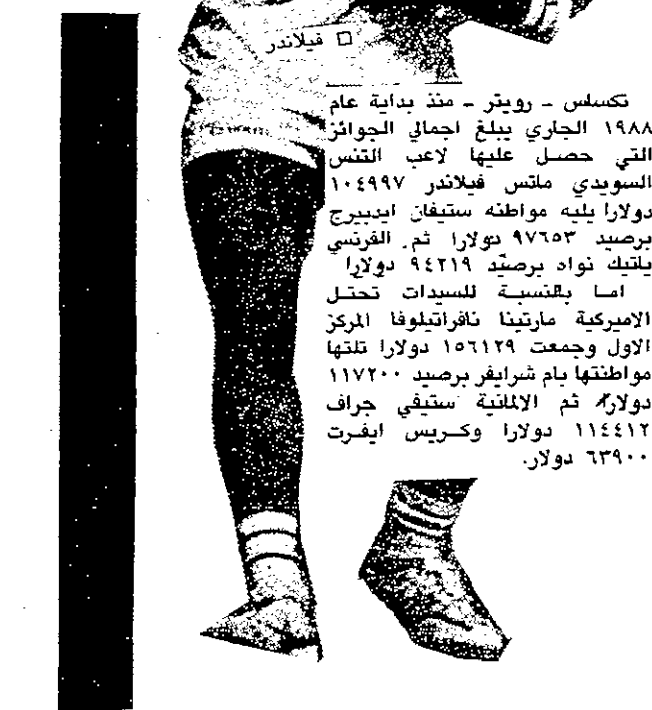 □ فيلاندر
تكساس - رويتر - منذ بداية عام
١٩٨٨ الجاري يبلغ اجمالي الجوائز
التي حصل عليها لاعب التنس
السويدي ماتس فيلاندر ١٠٤٩٩٧
دولارا يليه مواطنه ستيفان ايدبيرج
برصيد ٩٧٦٥٣ دولارا ثم الفرنسي
يانيك نواه برصيد ٩٤٢١٩ دولارا
اما بالنسبة للسيدات تحتل
الاميركية مارتينا نافراتيلوفا المركز
الاول وجمعت ١٥٦١٢٩ دولارا تلتها
مواطنتها بام شرايفر برصيد ١١٧٢٠٠
دولار ثم الالمانية ستيفي جراف
١١٤٤١٢ دولارا وكريس ايفرت
٦٣٩٠٠ دولار.